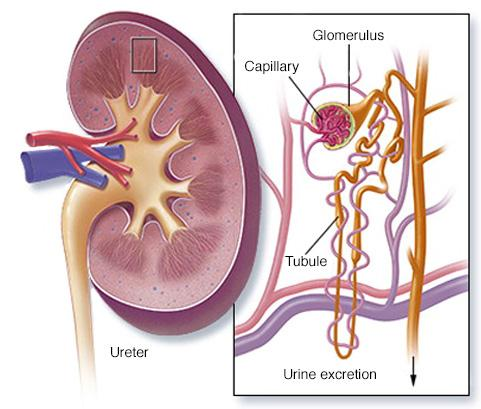 Glomerulus
Capillary
Tubule
Ureter
Urine excretion